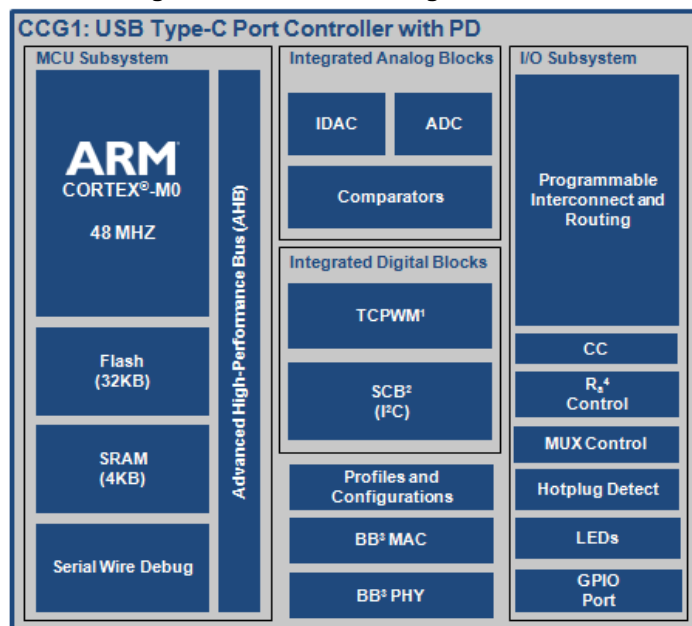 CCG1: USB Type-C Port Controller with PD
MCU Subsystem
ARM®
CORTEX®-M0
48 MHZ
Flash
(32KB)
SRAM
(4KB)
Serial Wire Debug
Advanced High-Performance Bus (AHB)
Integrated Analog Blocks
IDAC
ADC
Comparators
Integrated Digital Blocks
TCPWM¹
SCB²
(I²C)
Profiles and
Configurations
BB³ MAC
BB³ PHY
I/O Subsystem
Programmable
Interconnect and
Routing
CC
Rₐ⁴
Control
MUX Control
Hotplug Detect
LEDs
GPIO
Port